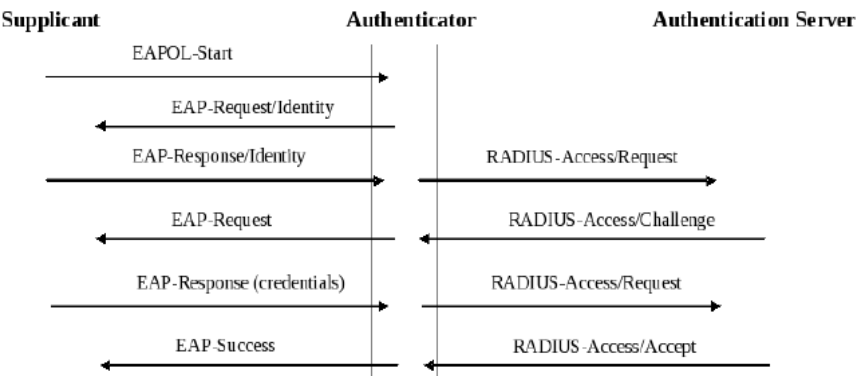 Supplicant Authenticator Authentication Server
EAPOL-Start
EAP-Request/Identity
EAP-Response/Identity RADIUS-Access/Request
EAP-Request RADIUS-Access/Challenge
EAP-Response (credentials) RADIUS-Access/Request
EAP-Success RADIUS-Access/Accept